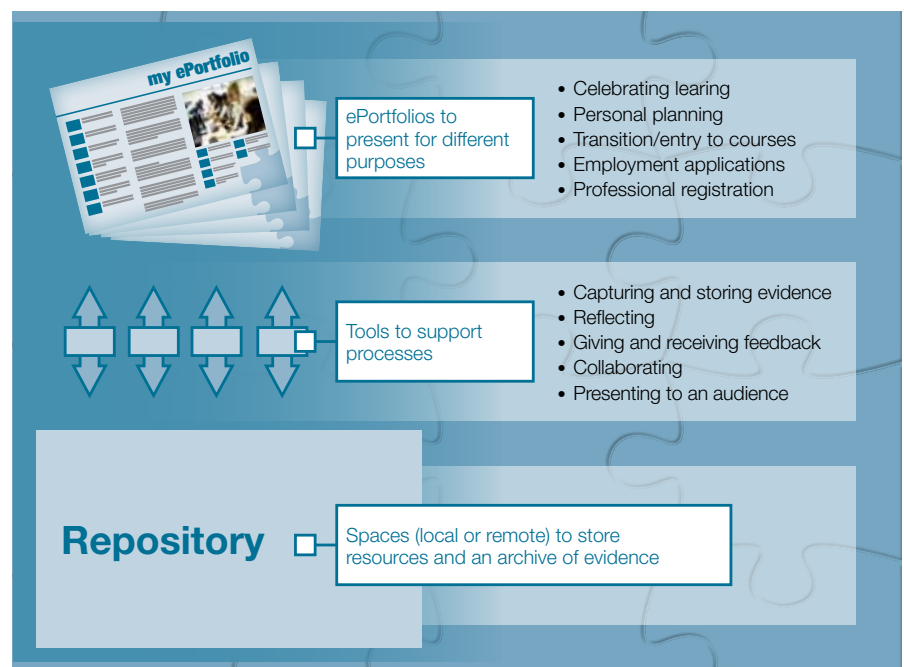 my ePortfolio
ePortfolios to
present for different
purposes
• Celebrating learing
• Personal planning
• Transition/entry to courses
• Employment applications
• Professional registration
Tools to support
processes
• Capturing and storing evidence
• Reflecting
• Giving and receiving feedback
• Collaborating
• Presenting to an audience
Repository
Spaces (local or remote) to store
resources and an archive of evidence